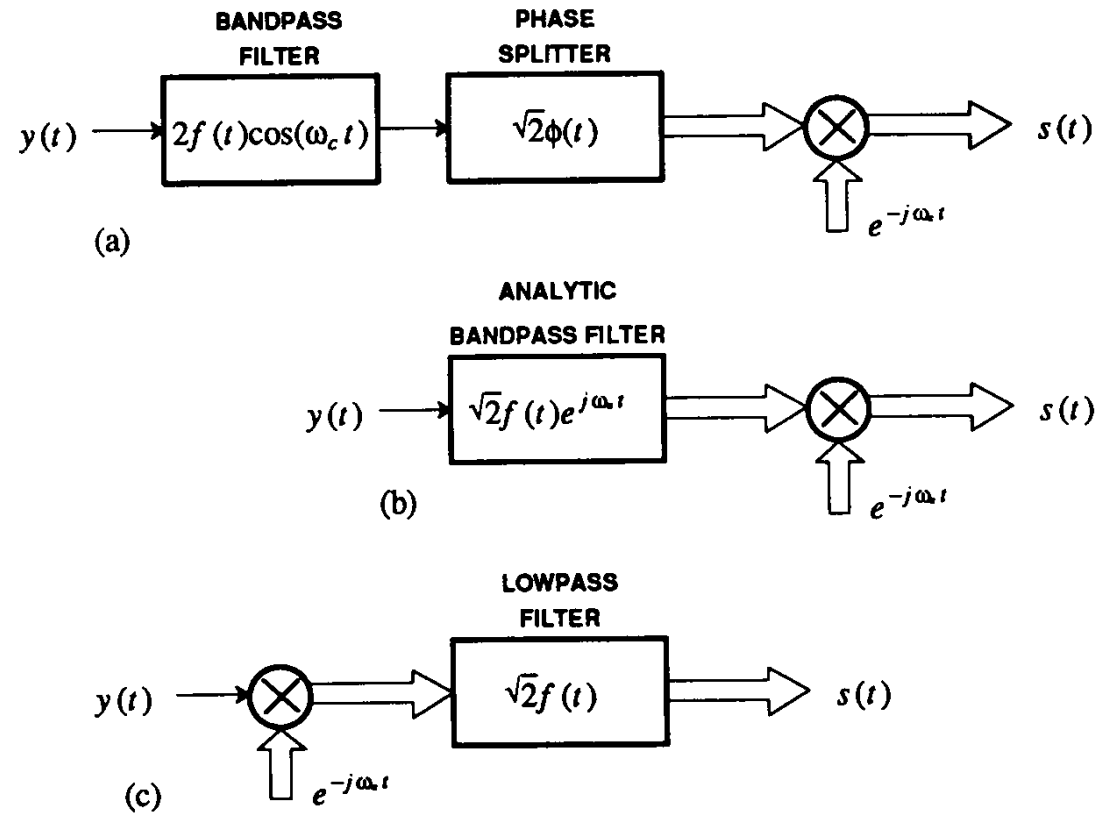 BANDPASS FILTER
PHASE SPLITTER
y(t)
2f(t)cos(ω_c t)
√2φ(t)
s(t)
e^{-jω_c t}
(a)
ANALYTIC
BANDPASS FILTER
y(t)
√2f(t)e^{jω_c t}
s(t)
e^{-jω_c t}
(b)
LOWPASS
FILTER
y(t)
√2f(t)
s(t)
e^{-jω_c t}
(c)